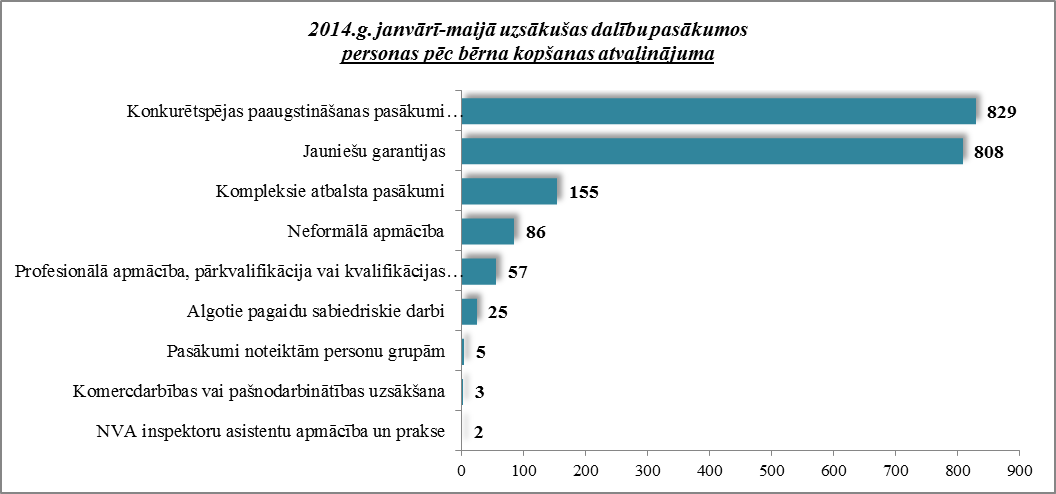 2014.g. janvārī-maijā uzsākušas dalību pasākumos
personas pēc bērna kopšanas atvaļinājuma
Konkurētspējas paaugstināšanas pasākumi… 829
Jauniešu garantijas 808
Kompleksie atbalsta pasākumi 155
Neformālā apmācība 86
Profesionālā apmācība, pārkvalifikācija vai kvalifikācijas… 57
Algotie pagaidu sabiedriskie darbi 25
Pasākumi noteiktām personu grupām 5
Komercdarbības vai pašnodarbinātības uzsākšana 3
NVA inspektoru asistentu apmācība un prakse 2
0 100 200 300 400 500 600 700 800 900